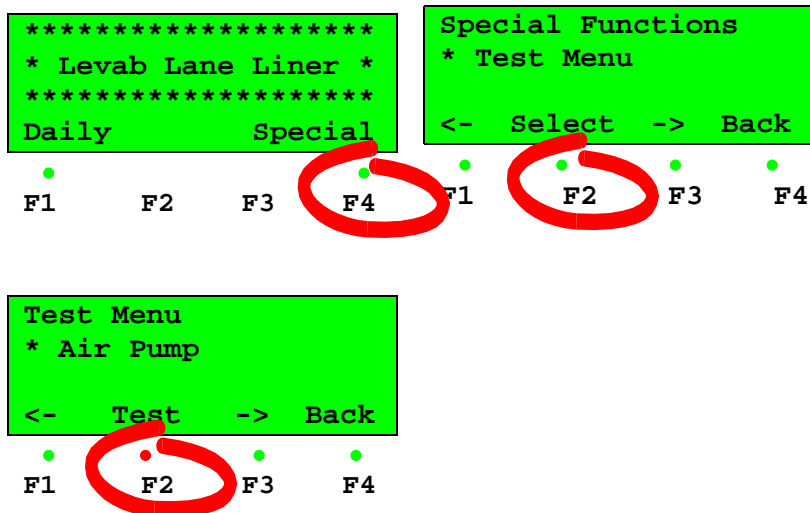 ********************
* Levab Lane Liner *
********************
Daily Special
F1 F2 F3 F4
Special Functions
* Test Menu
<- Select -> Back
F1 F2 F3 F4
Test Menu
* Air Pump
<- Test -> Back
F1 F2 F3 F4